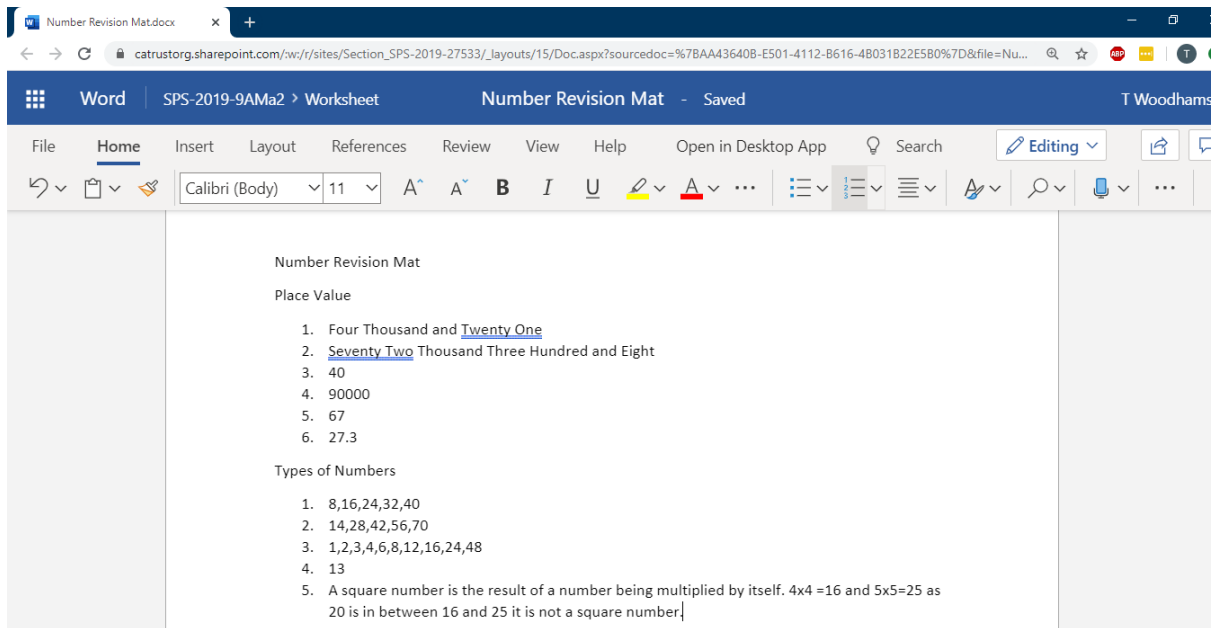 Number Revision Mat.docx
catrustorg.sharepoint.com/:w:/r/sites/Section_SPS-2019-27533/_layouts/15/Doc.aspx?sourcedoc=%7BAA43640B-E501-4112-B616-4B031B22E5B0%7D&file=Nu...
ABP
T
Word SPS-2019-9AMa2 > Worksheet Number Revision Mat - Saved T Woodhams
File Home Insert Layout References Review View Help Open in Desktop App Search Editing
Calibri (Body) 11 A A B I U A
Number Revision Mat
Place Value
1. Four Thousand and Twenty One
2. Seventy Two Thousand Three Hundred and Eight
3. 40
4. 90000
5. 67
6. 27.3
Types of Numbers
1. 8,16,24,32,40
2. 14,28,42,56,70
3. 1,2,3,4,6,8,12,16,24,48
4. 13
5. A square number is the result of a number being multiplied by itself. 4x4 =16 and 5x5=25 as
20 is in between 16 and 25 it is not a square number.